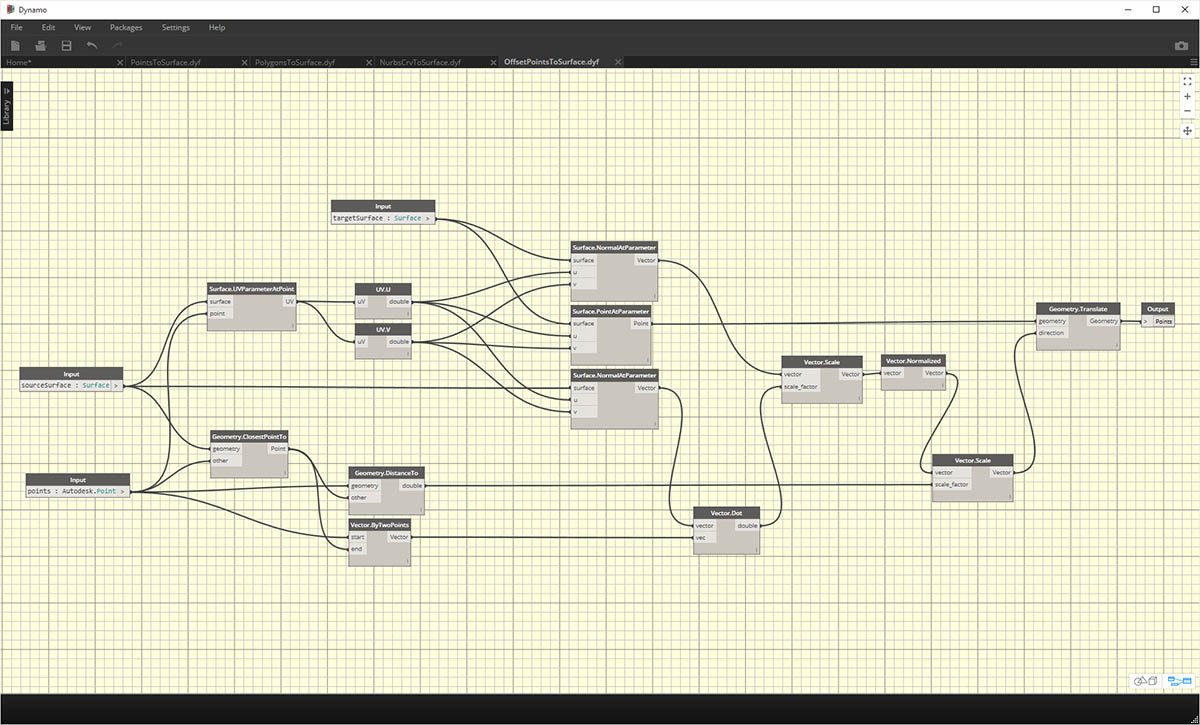 Dynamo
File Edit View Packages Settings Help
Home* PointsToSurface.dyf PolygonsToSurface.dyf NurbsCrvToSurface.dyf OffsetPointsToSurface.dyf
Library
Input
targetSurface : Surface >
Surface.NormalAtParameter
surface Vector
u
v
Surface.UVParameterAtPoint
surface UV
point
UV.U
uV double
UV.V
uV double
Surface.PointAtParameter
surface Point
u
v
Geometry.Translate
geometry Geometry
direction
Output
> Points
Input
sourceSurface : Surface >
Surface.NormalAtParameter
surface Vector
u
v
Vector.Scale
vector Vector
scale_factor
Vector.Normalized
vector Vector
Geometry.ClosestPointTo
geometry Point
other
Input
points : Autodesk.Point >
Geometry.DistanceTo
geometry double
other
Vector.Scale
vector Vector
scale_factor
Vector.ByTwoPoints
start Vector
end
Vector.Dot
vector double
vec